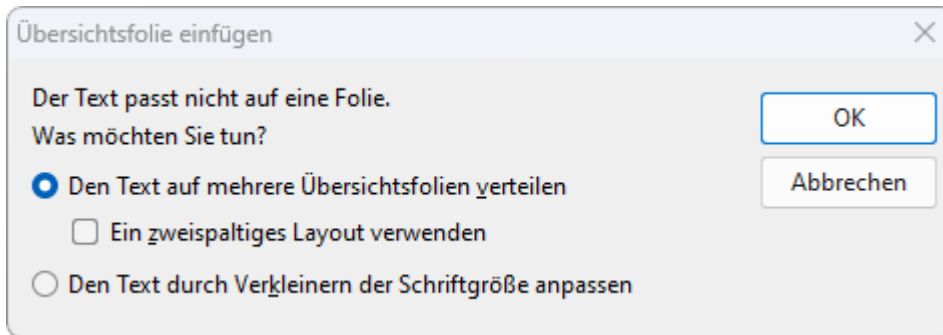 Übersichtsfolie einfügen
Der Text passt nicht auf eine Folie.
Was möchten Sie tun?
OK
Den Text auf mehrere Übersichtsfolien verteilen
Abbrechen
Ein zweispaltiges Layout verwenden
Den Text durch Verkleinern der Schriftgröße anpassen